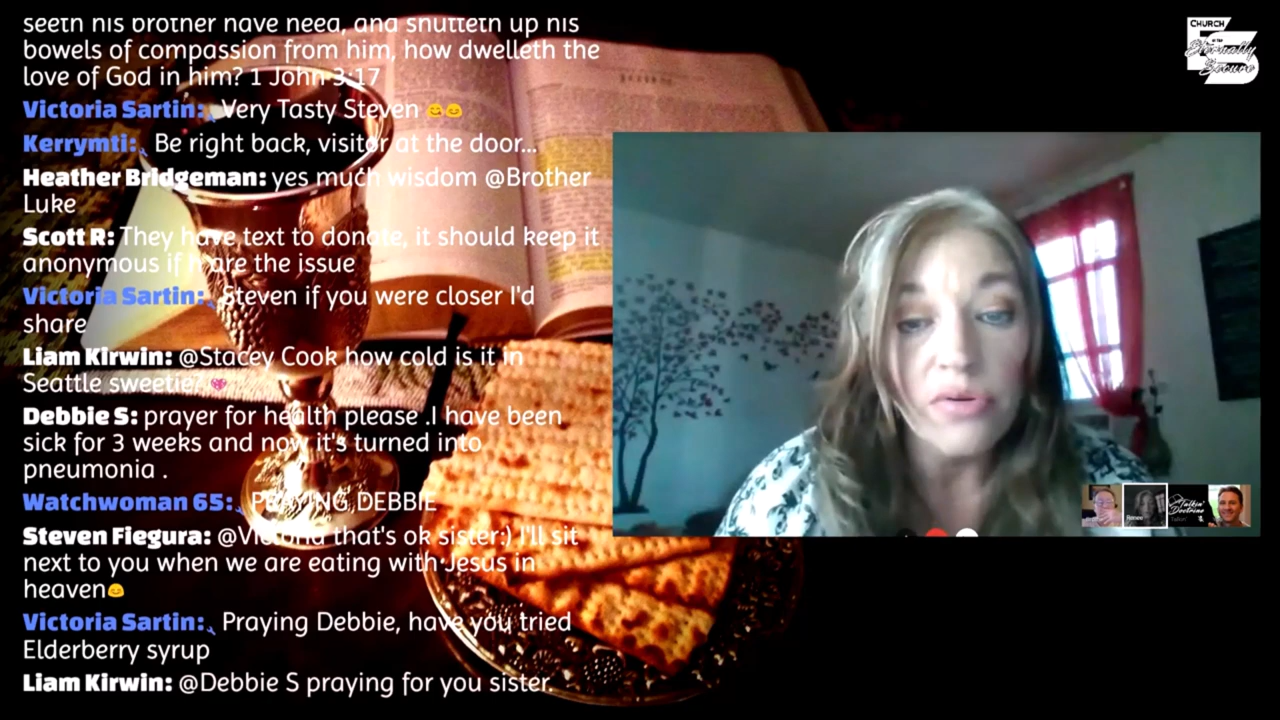 seeth his brother have need, and shutteth up his
bowels of compassion from him, how dwelleth the
love of God in him? 1 John 3:17
Victoria Sartin: Very Tasty Steven 😋😊
Kerrymti: Be right back, visitor at the door...
Heather Bridgeman: yes much wisdom @Brother
Luke
Scott R: They have text to donate, it should keep it
anonymous if h are the issue
Victoria Sartin: Steven if you were closer I'd
share
Liam Kirwin: @Stacey Cook how cold is it in
Seattle sweetie? 💓
Debbie S: prayer for health please .I have been
sick for 3 weeks and now it's turned into
pneumonia .
Watchwoman 65: PRAYING DEBBIE
Steven Fiegura: @Victoria that's ok sister:) I'll sit
next to you when we are eating with Jesus in
heaven😊
Victoria Sartin: Praying Debbie, have you tried
Elderberry syrup
Liam Kirwin: @Debbie S praying for you sister.
CHURCH
of the
Eternally
Secure
Renee
Talkin'
Doctrine